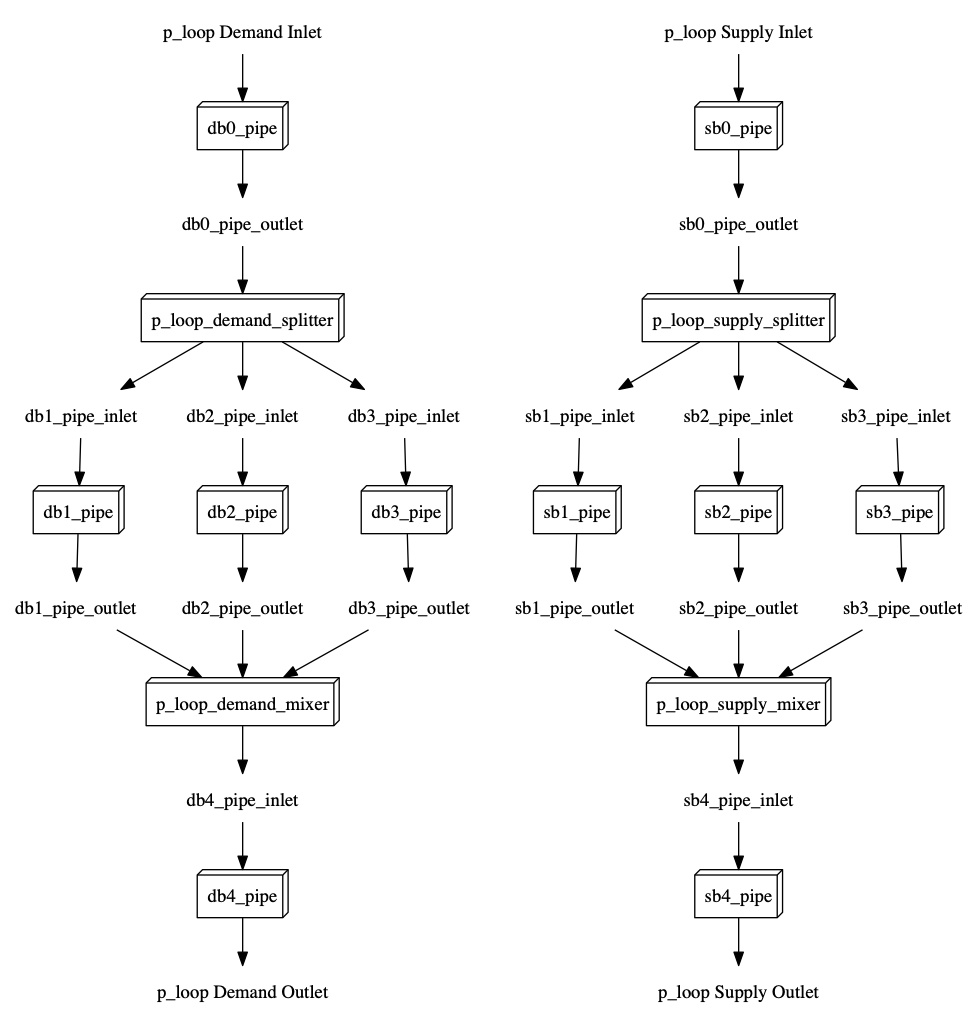 p_loop Demand Inlet
p_loop Supply Inlet
db0_pipe
sb0_pipe
db0_pipe_outlet
sb0_pipe_outlet
p_loop_demand_splitter
p_loop_supply_splitter
db1_pipe_inlet
db2_pipe_inlet
db3_pipe_inlet
sb1_pipe_inlet
sb2_pipe_inlet
sb3_pipe_inlet
db1_pipe
db2_pipe
db3_pipe
sb1_pipe
sb2_pipe
sb3_pipe
db1_pipe_outlet
db2_pipe_outlet
db3_pipe_outlet
sb1_pipe_outlet
sb2_pipe_outlet
sb3_pipe_outlet
p_loop_demand_mixer
p_loop_supply_mixer
db4_pipe_inlet
sb4_pipe_inlet
db4_pipe
sb4_pipe
p_loop Demand Outlet
p_loop Supply Outlet